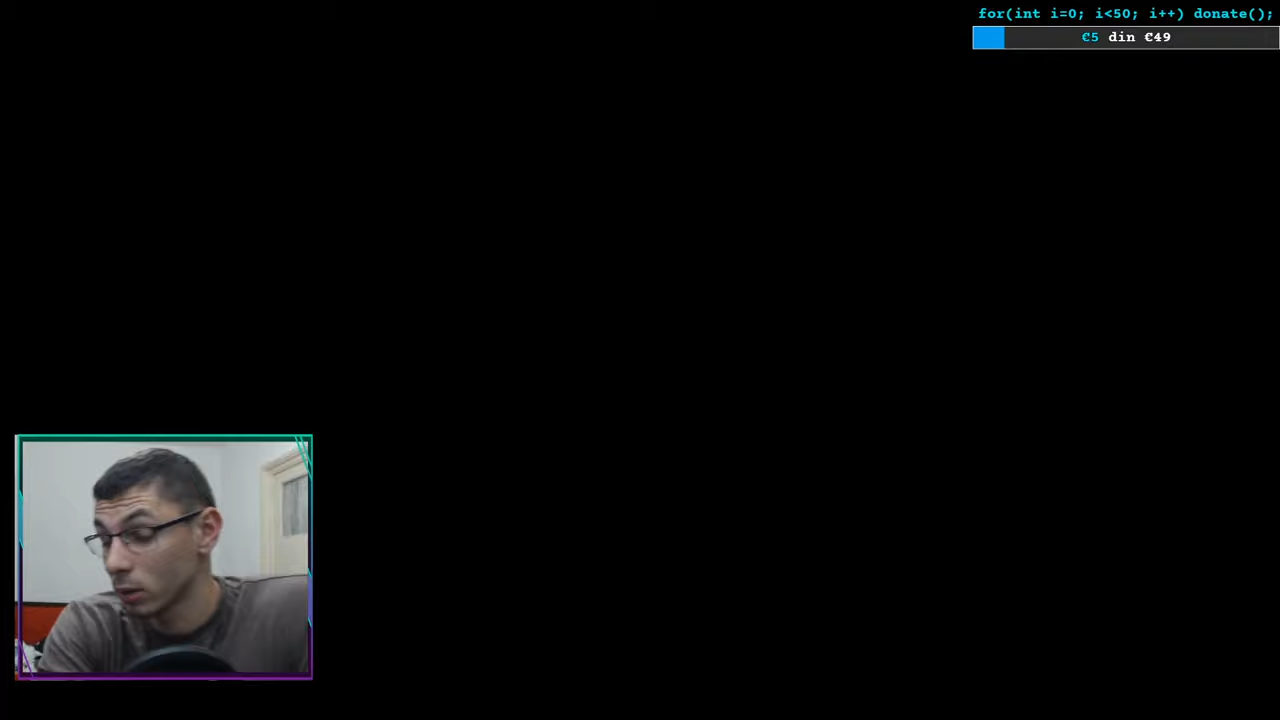 for(int i=0; i<50; i++) donate();
€5 din €49